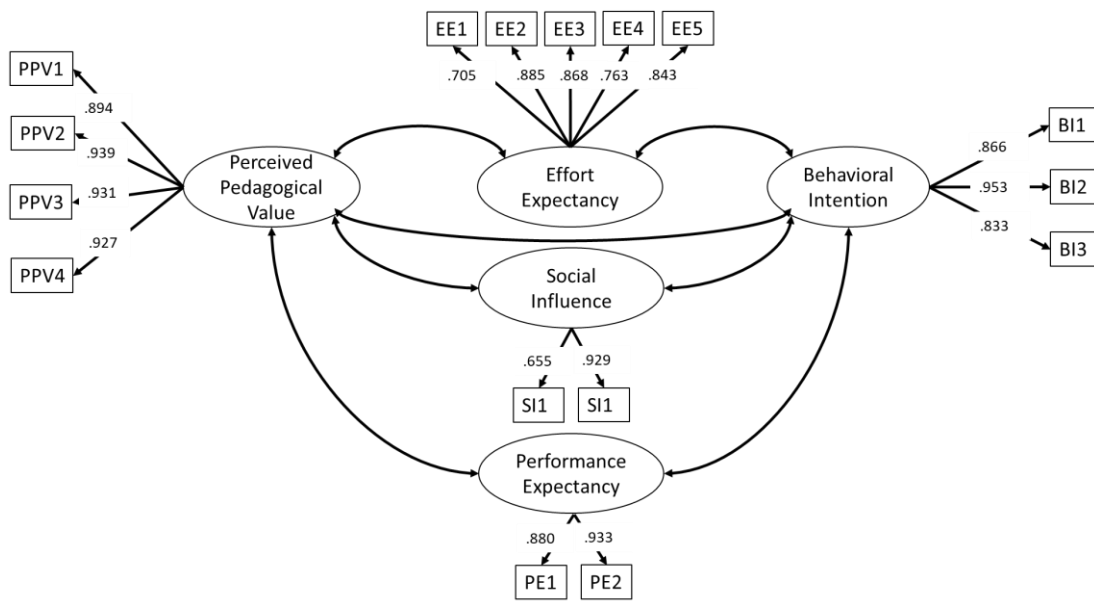 EE1 EE2 EE3 EE4 EE5
.705 .885 .868 .763 .843
PPV1
.894
PPV2
.939
PPV3
.931
.927
PPV4
Perceived
Pedagogical
Value
Effort
Expectancy
Behavioral
Intention
.866
BI1
.953
BI2
.833
BI3
Social
Influence
.655 .929
SI1 SI1
Performance
Expectancy
.880 .933
PE1 PE2